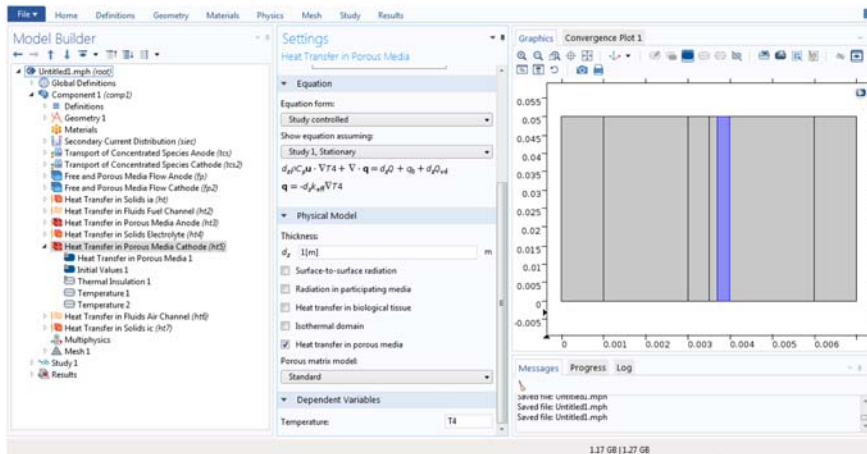 File ▾ Home Definitions Geometry Materials Physics Mesh Study Results
Model Builder
Untitled1.mph (root)
Global Definitions
Component 1 (comp1)
Definitions
Geometry 1
Materials
Secondary Current Distribution (siec)
Transport of Concentrated Species Anode (tcs)
Transport of Concentrated Species Cathode (tcs2)
Free and Porous Media Flow Anode (fp)
Free and Porous Media Flow Cathode (fp2)
Heat Transfer in Solids ia (ht)
Heat Transfer in Fluids Fuel Channel (ht2)
Heat Transfer in Porous Media Anode (ht3)
Heat Transfer in Solids Electrolyte (ht4)
Heat Transfer in Porous Media Cathode (ht5)
Heat Transfer in Porous Media 1
Initial Values 1
Thermal Insulation 1
Temperature 1
Temperature 2
Heat Transfer in Fluids Air Channel (ht6)
Heat Transfer in Solids ic (ht7)
Multiphysics
Mesh 1
Study 1
Results
Settings
Heat Transfer in Porous Media
Equation
Equation form:
Study controlled
Show equation assuming:
Study 1, Stationary
d_zρC_pu · ∇T4 + ∇ · q = d_zQ + q_0 + d_zQ_vd
q = -d_zk_eff∇T4
Physical Model
Thickness:
d_z 1[m] m
Surface-to-surface radiation
Radiation in participating media
Heat transfer in biological tissue
Isothermal domain
Heat transfer in porous media
Porous matrix model:
Standard
Dependent Variables
Temperature: T4
Graphics Convergence Plot 1
0.055
0.05
0.045
0.04
0.035
0.03
0.025
0.02
0.015
0.01
0.005
0
-0.005
0 0.001 0.002 0.003 0.004 0.005 0.006
Messages Progress Log
Saved file: Untitled1.mph
Saved file: Untitled1.mph
Saved file: Untitled1.mph
1.17 GB | 1.27 GB